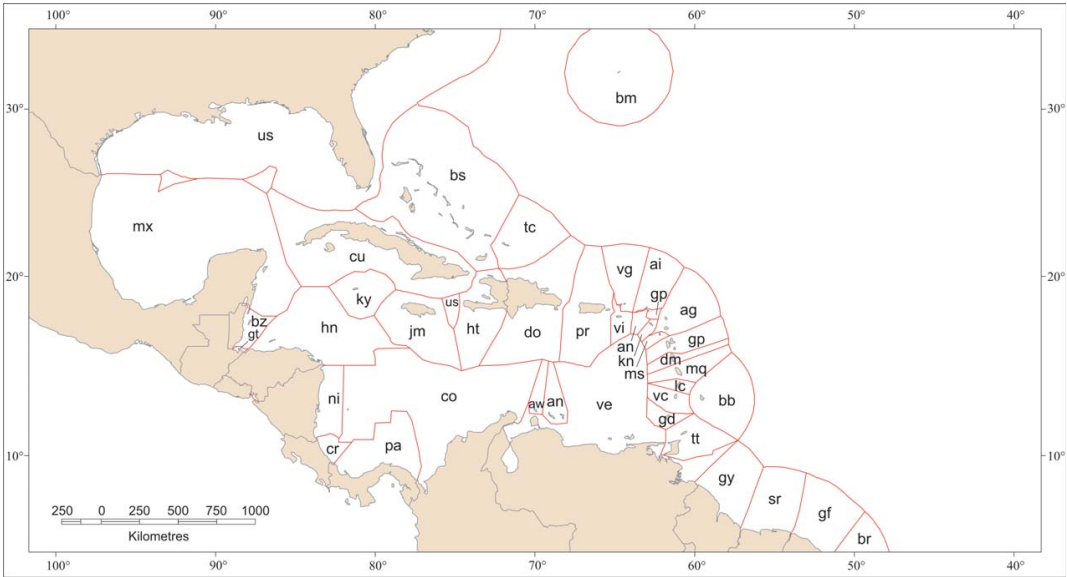 100° 90° 80° 70° 60° 50° 40°
bm
30° 30°
us
bs
mx
tc
cu
vg ai
20° 20°
ky
gp
us
ag
bz
hn
jm
ht
do
pr
vi
gt
gp
an
kn
dm
ms
mq
lc
ni
co
aw an
ve
vc
bb
gd
tt
cr
pa
10° 10°
gy
sr
gf
br
250 0 250 500 750 1000
Kilometres
100° 90° 80° 70° 60° 50° 40°